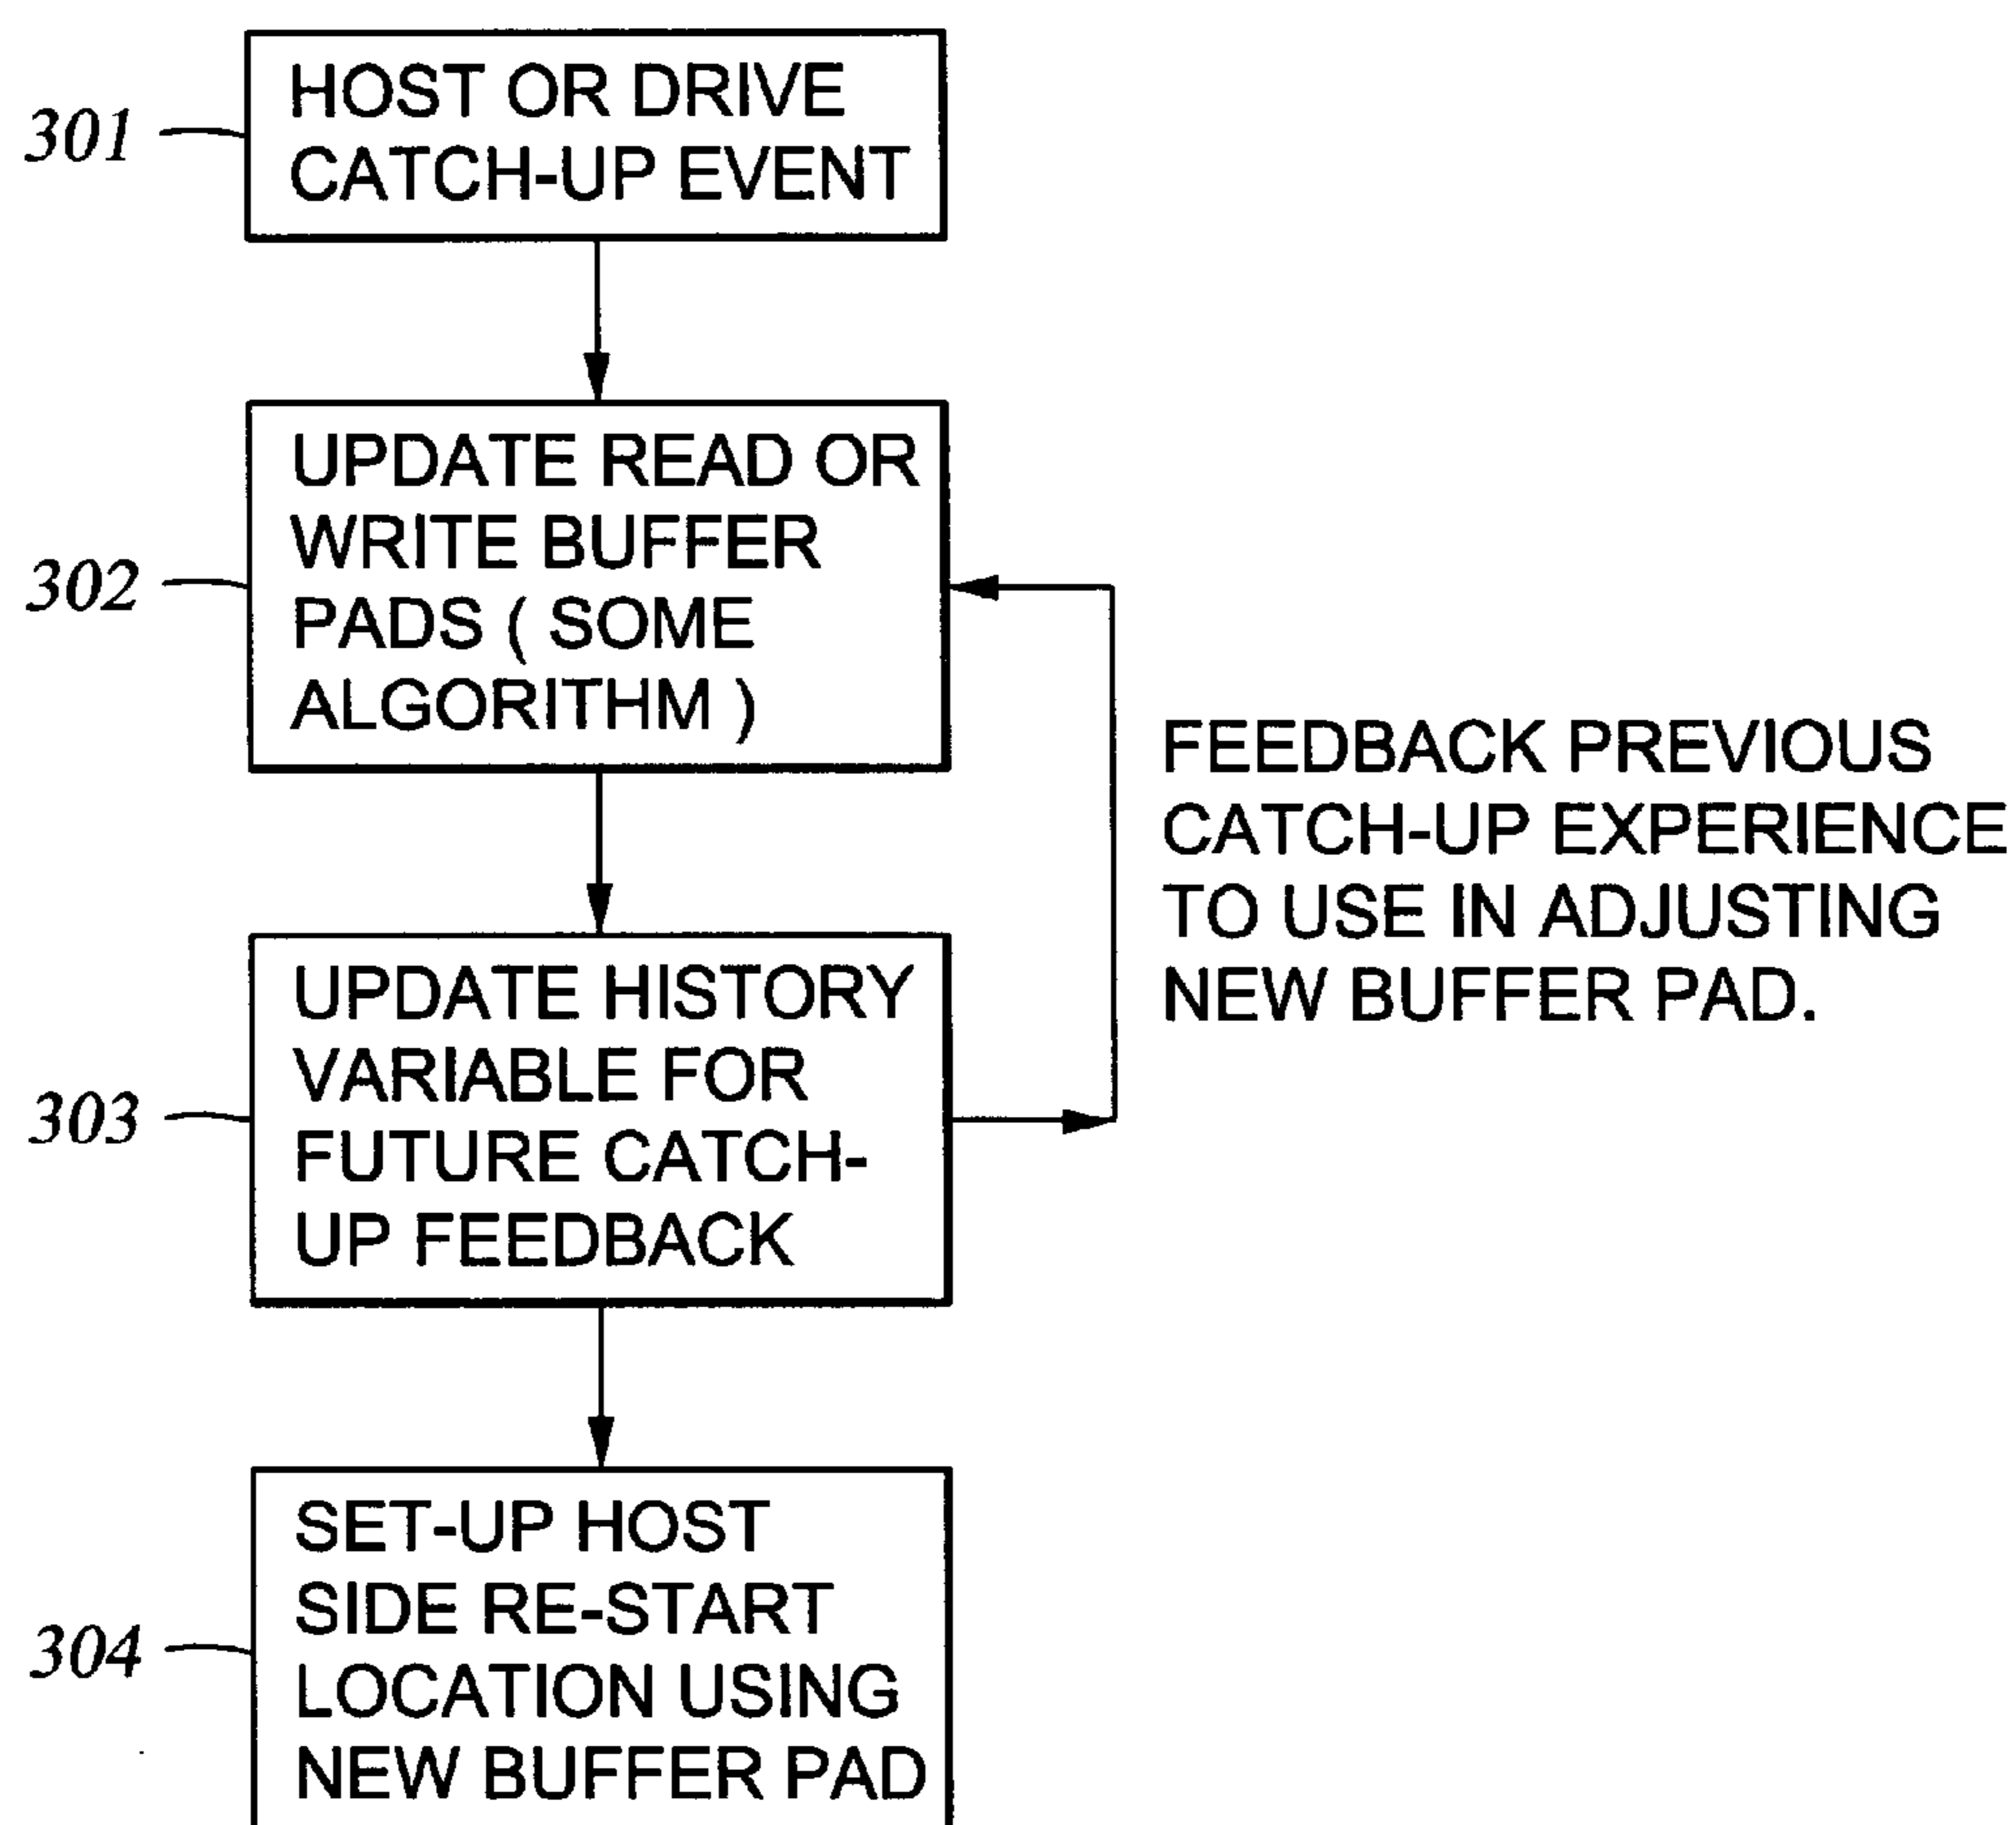 301
HOST OR DRIVE
CATCH-UP EVENT
302
UPDATE READ OR
WRITE BUFFER
PADS ( SOME
ALGORITHM )
FEEDBACK PREVIOUS
CATCH-UP EXPERIENCE
TO USE IN ADJUSTING
NEW BUFFER PAD.
303
UPDATE HISTORY
VARIABLE FOR
FUTURE CATCH-
UP FEEDBACK
304
SET-UP HOST
SIDE RE-START
LOCATION USING
NEW BUFFER PAD